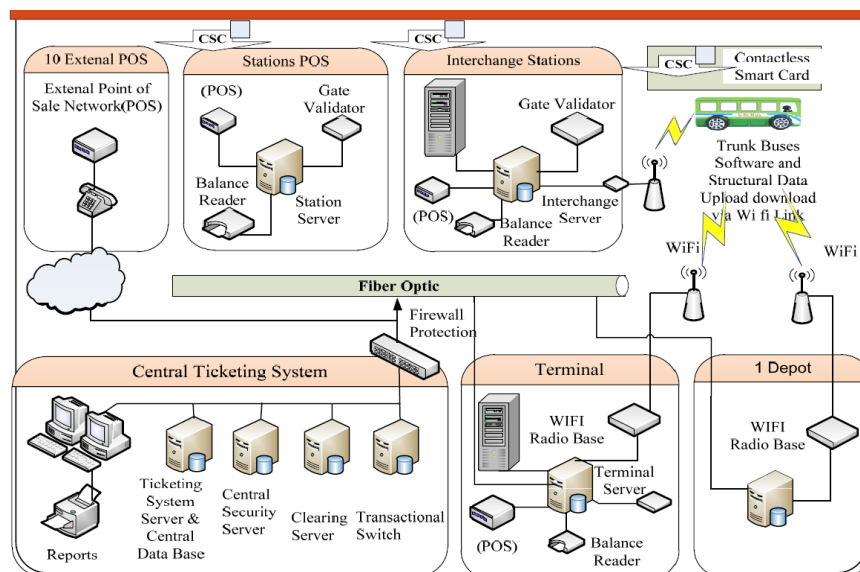 CSC
CSC
10 Extenal POS
Extenal Point of
Sale Network(POS)
Stations POS
(POS)
Gate
Validator
Balance
Reader
Station
Server
Interchange Stations
Gate Validator
(POS)
Balance
Reader
Interchange
Server
CSC
Contactless
Smart Card
Trunk Buses
Software and
Structural Data
Upload download
via Wi fi Link
WiFi
WiFi
Fiber Optic
Firewall
Protection
Central Ticketing System
Reports
Ticketing
System
Server &
Central
Data Base
Central
Security
Server
Clearing
Server
Transactional
Switch
Terminal
WIFI
Radio Base
Terminal
Server
(POS)
Balance
Reader
1 Depot
WIFI
Radio Base